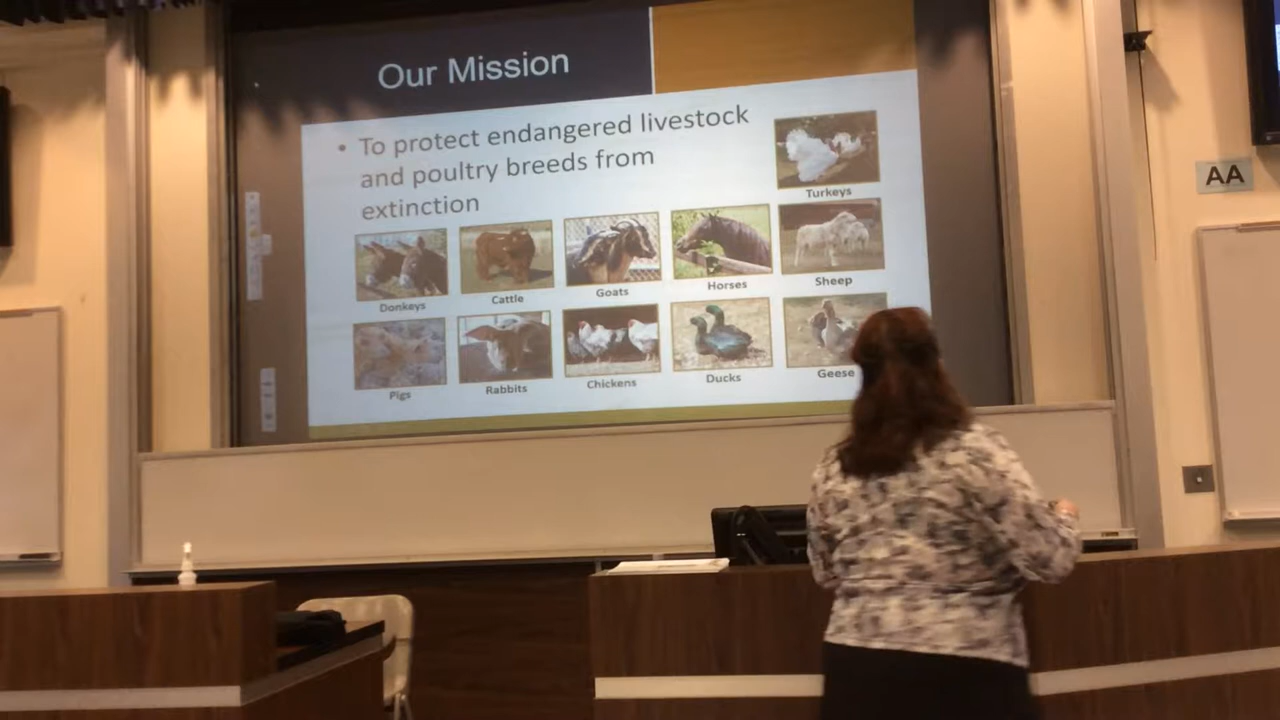 Our Mission
• To protect endangered livestock
and poultry breeds from
extinction
Turkeys
Donkeys
Cattle
Goats
Horses
Sheep
Pigs
Rabbits
Chickens
Ducks
Geese
AA